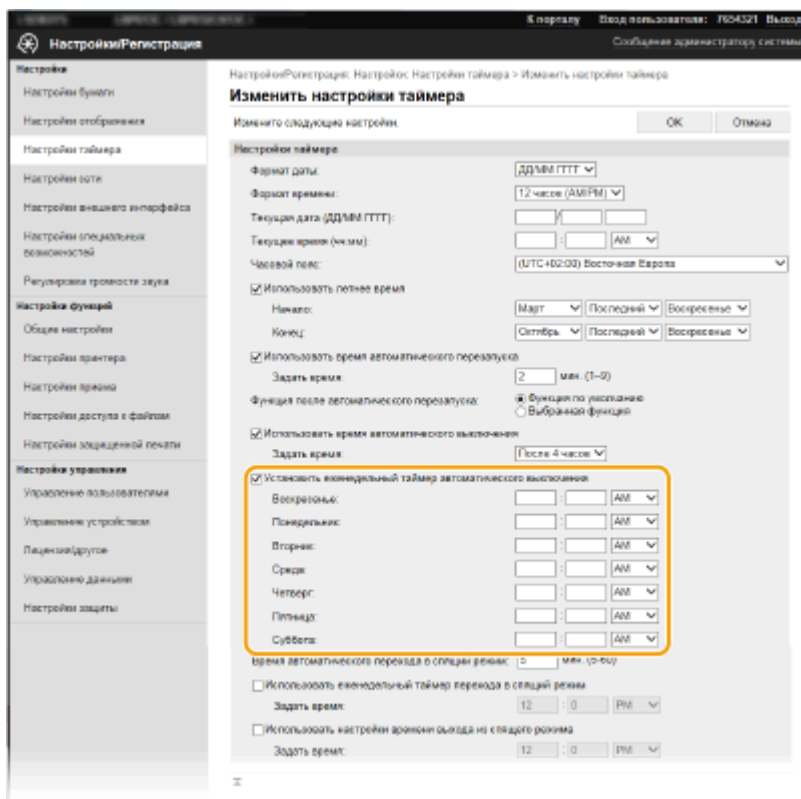 К порталу Вход пользователя: 7654321 Выход
Настройки/Регистрация
Сообщение администратору системы
Настройки
Настройки бумаги
Настройки отображения
Настройки таймера
Настройки сети
Настройки внешнего интерфейса
Настройки специальных
возможностей
Регулировка громкости звука
Настройки функций
Общие настройки
Настройки принтера
Настройки приема
Настройки доступа к файлам
Настройки защищенной печати
Настройки управления
Управление пользователями
Управление устройством
Лицензия/другое
Управление данными
Настройки защиты
Настройки/Регистрация: Настройки: Настройки таймера > Изменить настройки таймера
Изменить настройки таймера
Измените следующие настройки.
OK Отмена
Настройки таймера
Формат даты: ДД/ММ ГГГГ
Формат времени: 12 часов (AM/PM)
Текущая дата (ДД/ММ ГГГГ): /
Текущее время (чч:мм): : AM
Часовой пояс: (UTC+02:00) Восточная Европа
Использовать летнее время
Начало: Март Последний Воскресенье
Конец: Октябрь Последний Воскресенье
Использовать время автоматического перезапуска
Задать время: 2 мин. (1–9)
Функция после автоматического перезапуска: Функция по умолчанию
Выбранная функция
Использовать время автоматического выключения
Задать время: После 4 часов
Установить еженедельный таймер автоматического выключения
Воскресенье: : AM
Понедельник: : AM
Вторник: : AM
Среда: : AM
Четверг: : AM
Пятница: : AM
Суббота: : AM
Время автоматического перехода в спящий режим: 5 мин. (5-60)
Использовать еженедельный таймер перехода в спящий режим
Задать время: 12 : 0 PM
Использовать настройки времени выхода из спящего режима
Задать время: 12 : 0 PM